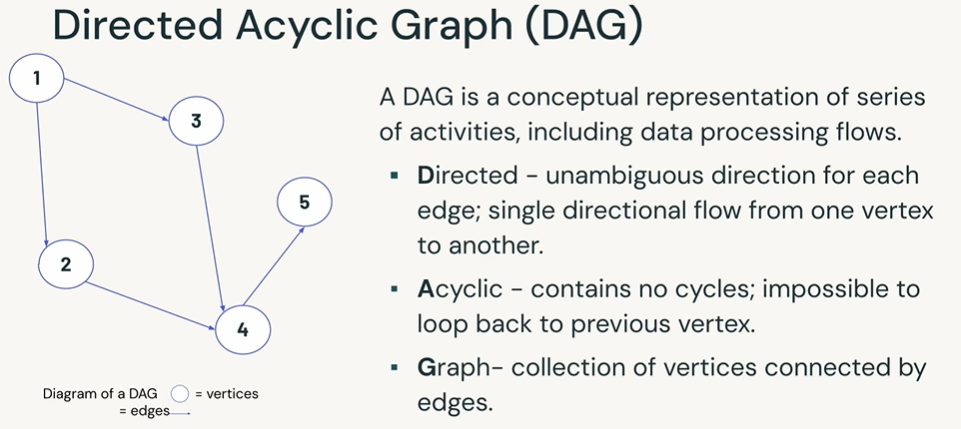 Directed Acyclic Graph (DAG)
1
3
5
2
4
Diagram of a DAG = vertices
= edges
A DAG is a conceptual representation of series
of activities, including data processing flows.
▪ Directed – unambiguous direction for each
edge; single directional flow from one vertex
to another.
▪ Acyclic – contains no cycles; impossible to
loop back to previous vertex.
▪ Graph– collection of vertices connected by
edges.